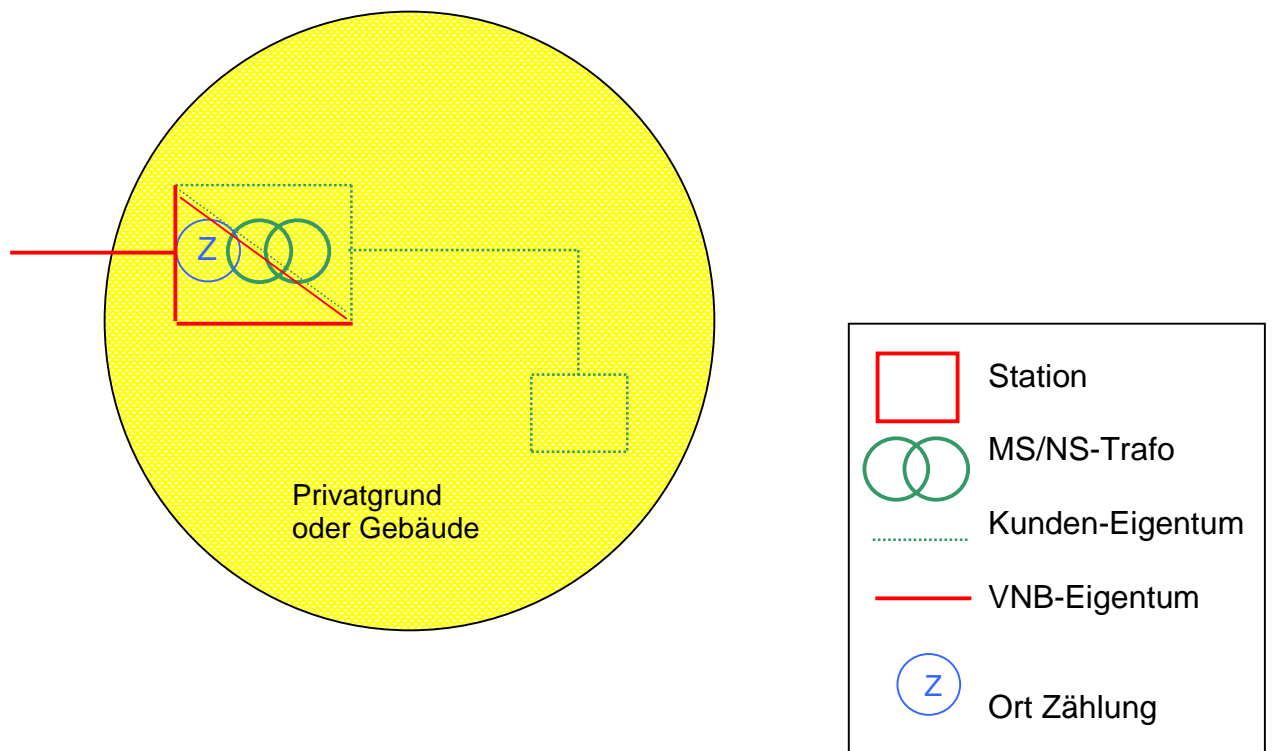 Z
Privatgrund
oder Gebäude
Station
MS/NS-Trafo
Kunden-Eigentum
VNB-Eigentum
Z
Ort Zählung